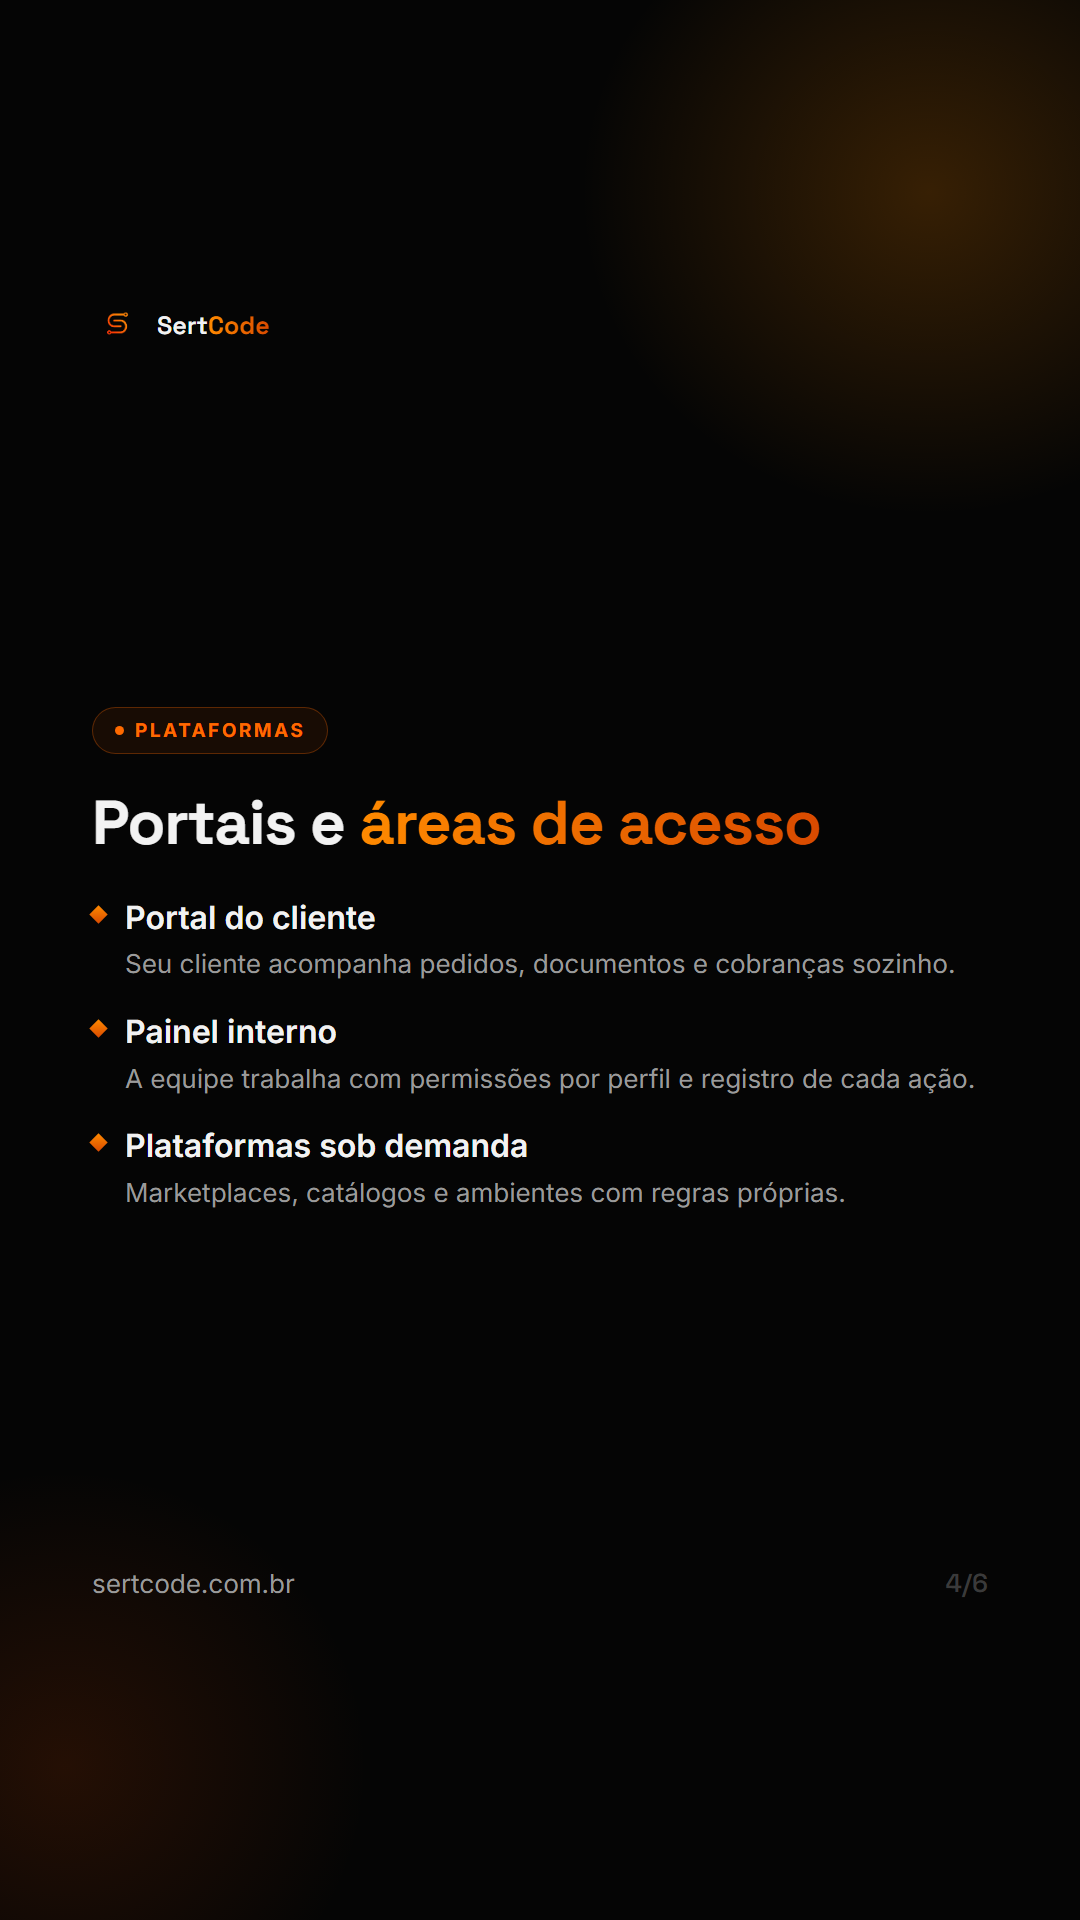 SertCode
PLATAFORMAS
Portais e áreas de acesso
Portal do cliente
Seu cliente acompanha pedidos, documentos e cobranças sozinho.
Painel interno
A equipe trabalha com permissões por perfil e registro de cada ação.
Plataformas sob demanda
Marketplaces, catálogos e ambientes com regras próprias.
sertcode.com.br
4/6